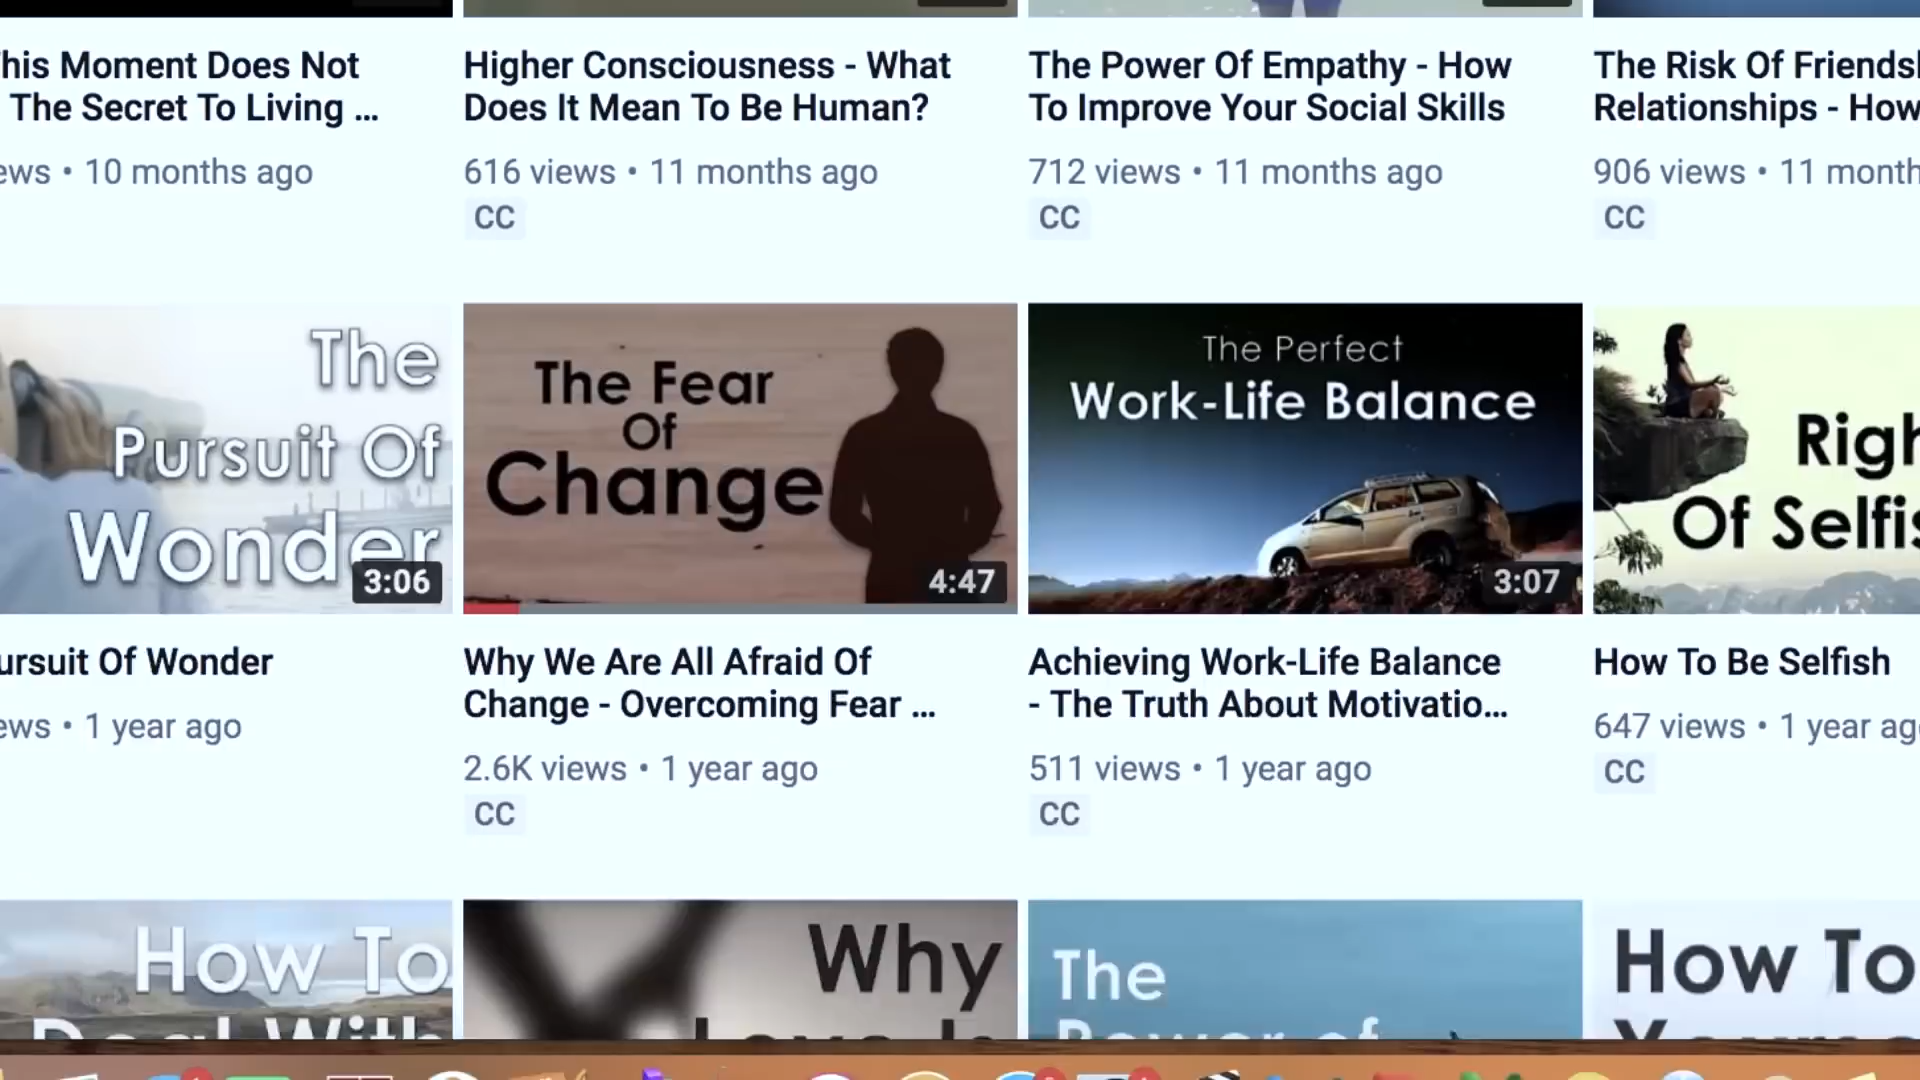 his Moment Does Not
The Secret To Living ...
ews • 10 months ago
Higher Consciousness - What
Does It Mean To Be Human?
616 views • 11 months ago
CC
The Power Of Empathy - How
To Improve Your Social Skills
712 views • 11 months ago
CC
The Risk Of Friends
Relationships - How
906 views • 11 month
CC
The
Pursuit Of
Wonder
3:06
ursuit Of Wonder
ews • 1 year ago
The Fear
Of
Change
4:47
Why We Are All Afraid Of
Change - Overcoming Fear ...
2.6K views • 1 year ago
CC
The Perfect
Work-Life Balance
3:07
Achieving Work-Life Balance
- The Truth About Motivatio...
511 views • 1 year ago
CC
Righ
Of Selfis
How To Be Selfish
647 views • 1 year ag
CC
How To
Deal With
Why
Love Is
The
Power of
How To